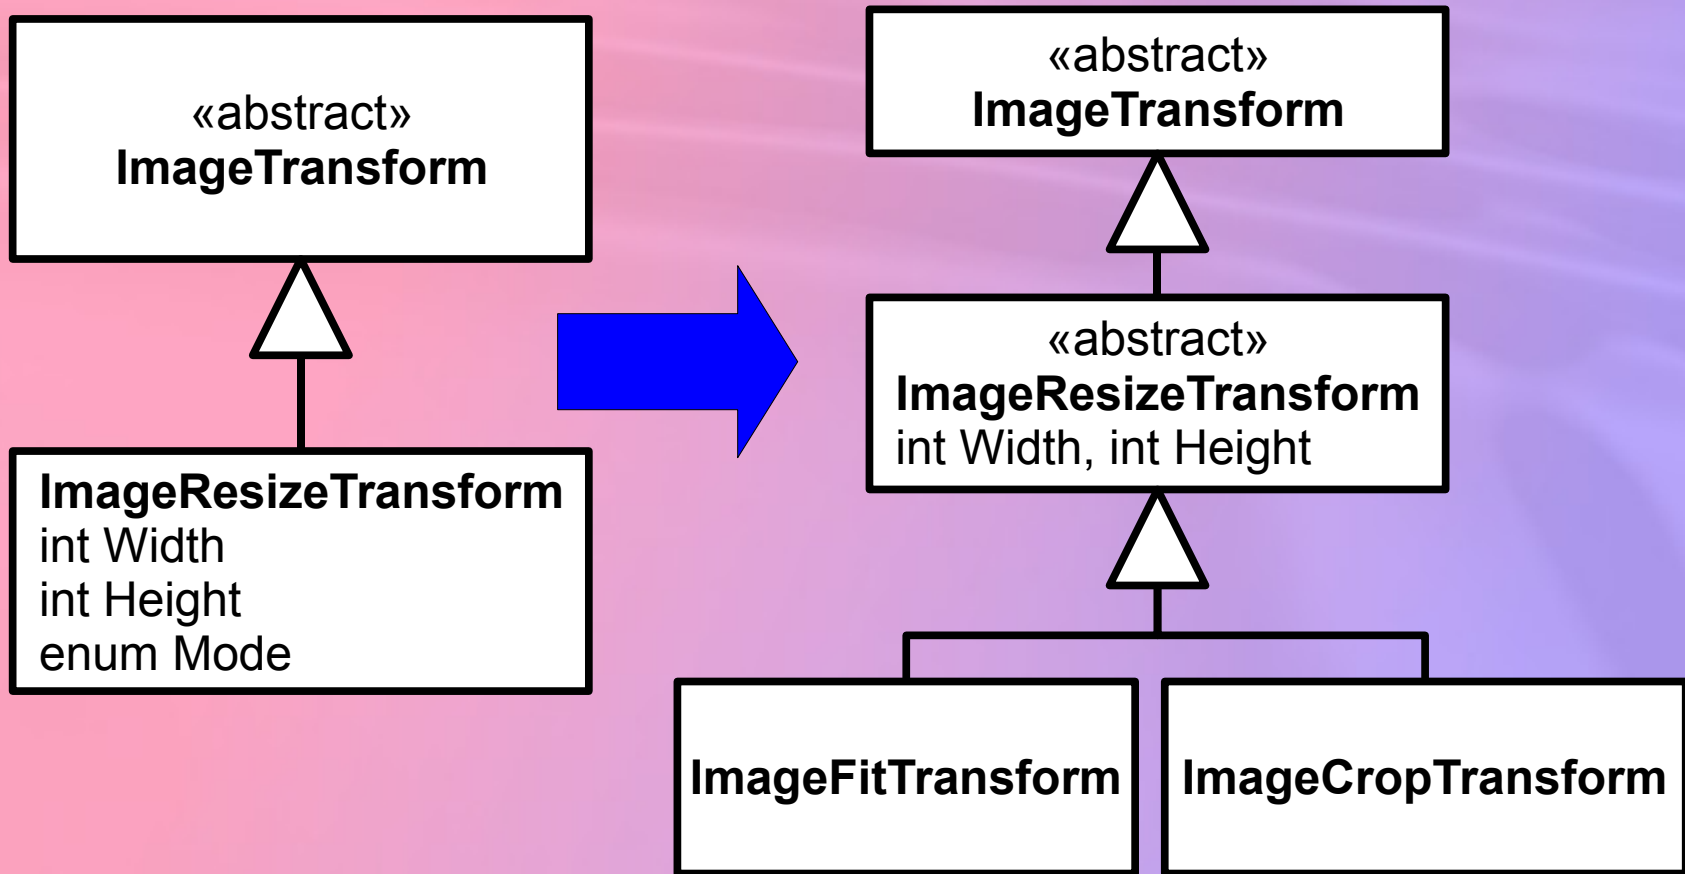 «abstract»
ImageTransform
ImageResizeTransform
int Width
int Height
enum Mode
«abstract»
ImageTransform
«abstract»
ImageResizeTransform
int Width, int Height
ImageFitTransform
ImageCropTransform